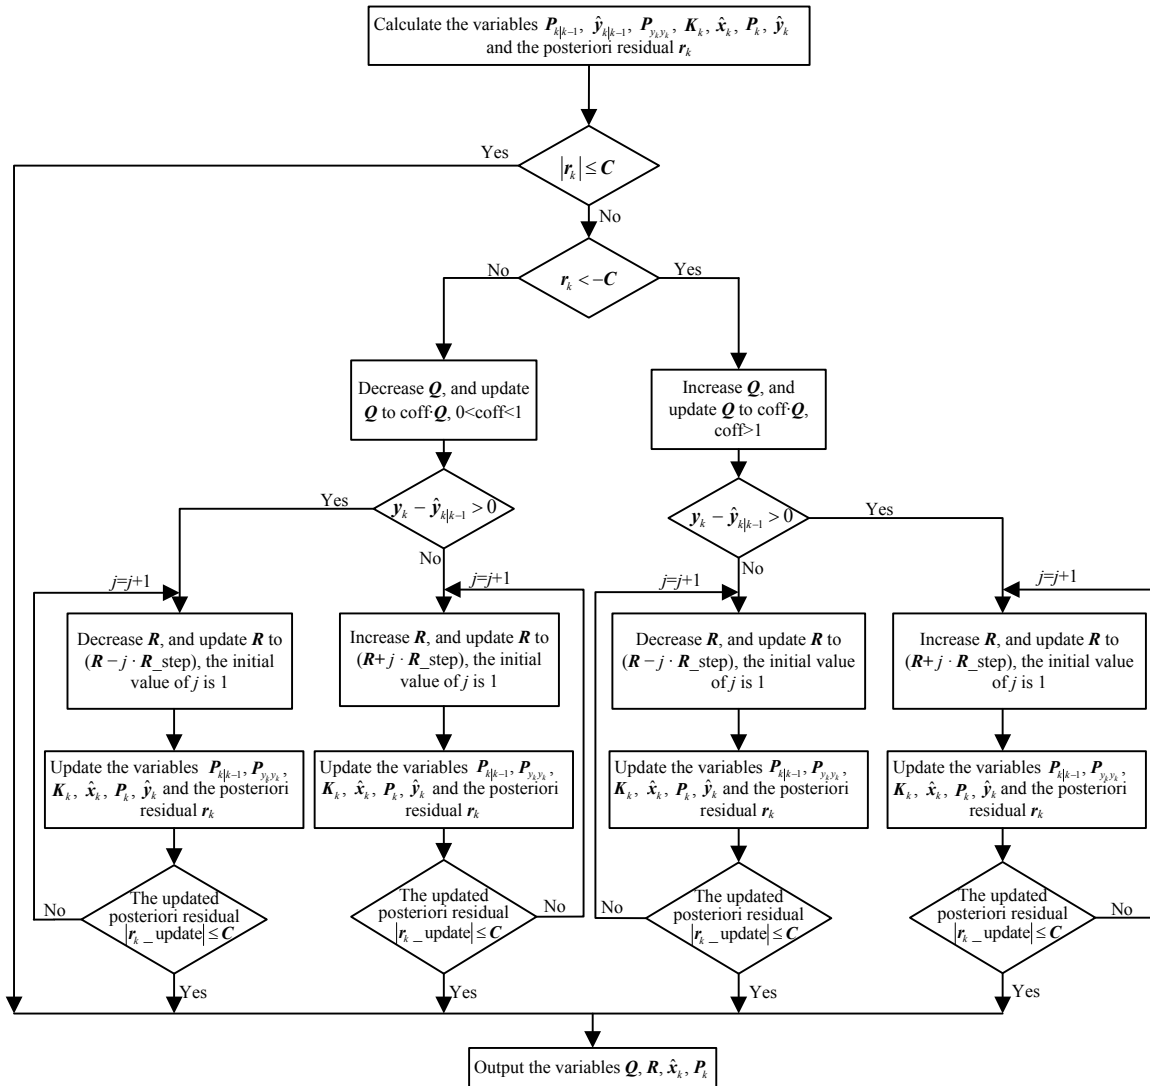 Calculate the variables P_{k|k−1}, ŷ_{k|k−1}, P_{y_k y_k}, K_k, x̂_k, P_k, ŷ_k
and the posteriori residual r_k
Yes
|r_k| ≤ C
No
No
r_k < −C
Yes
Decrease Q, and update
Q to coff·Q, 0<coff<1
Increase Q, and
update Q to coff·Q,
coff>1
Yes
y_k − ŷ_{k|k−1} > 0
No
y_k − ŷ_{k|k−1} > 0
Yes
No
j=j+1
j=j+1
j=j+1
j=j+1
Decrease R, and update R to
(R − j · R_step), the initial
value of j is 1
Increase R, and update R to
(R+ j · R_step), the initial
value of j is 1
Decrease R, and update R to
(R − j · R_step), the initial value
of j is 1
Increase R, and update R to
(R+ j · R_step), the initial value
of j is 1
Update the variables P_{k|k−1}, P_{y_k y_k},
K_k, x̂_k, P_k, ŷ_k and the posteriori
residual r_k
Update the variables P_{k|k−1}, P_{y_k y_k},
K_k, x̂_k, P_k, ŷ_k and the posteriori
residual r_k
Update the variables P_{k|k−1}, P_{y_k y_k},
K_k, x̂_k, P_k, ŷ_k and the posteriori
residual r_k
Update the variables P_{k|k−1}, P_{y_k y_k},
K_k, x̂_k, P_k, ŷ_k and the posteriori
residual r_k
No
The updated
posteriori residual
|r_k_update| ≤ C
Yes
The updated
posteriori residual
|r_k_update| ≤ C
No
Yes
No
The updated
posteriori residual
|r_k_update| ≤ C
Yes
The updated
posteriori residual
|r_k_update| ≤ C
No
Yes
Output the variables Q, R, x̂_k, P_k